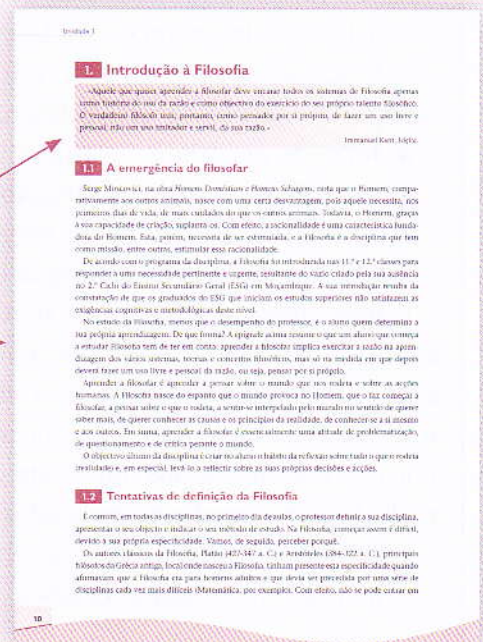 Unidade 1
1. Introdução à Filosofia
«Aquele que quiser aprender a filosofar deve encarar todos os sistemas de Filosofia apenas
como história do uso da razão e como objectivo do exercício do seu próprio talento filosófico.
O verdadeiro filósofo tem, portanto, como pensador por si próprio, de fazer um uso livre e
pessoal, não um uso imitador e servil, da sua razão.»
Immanuel Kant, Lógica.
1.1 A emergência do filosofar
Serge Moscovici, na obra Homens Domésticos e Homens Selvagens, nota que o Homem, compa-
rativamente aos outros animais, nasce com uma certa desvantagem, pois aquele necessita, nos
primeiros dias de vida, de mais cuidados do que os outros animais. Todavia, o Homem, graças
à sua capacidade de criação, suplanta-os. Com efeito, a racionalidade é uma característica funda-
dora do Homem. Esta, porém, necessita de ser estimulada, e a Filosofia é a disciplina que tem
como missão, entre outras, estimular essa racionalidade.
De acordo com o programa da disciplina, a Filosofia foi introduzida nas 11.ª e 12.ª classes para
responder a uma necessidade pertinente e urgente, resultante do vazio criado pela sua ausência
no 2.º Ciclo do Ensino Secundário Geral (ESG) em Moçambique. A sua introdução resulta da
constatação de que os graduados do ESG que iniciam os estudos superiores não satisfazem as
exigências cognitivas e metodológicas deste nível.
No estudo da Filosofia, menos que o desempenho do professor, é o aluno quem determina a
sua própria aprendizagem. De que forma? A epígrafe acima resume o que um aluno que começa
a estudar Filosofia tem de ter em conta: aprender a filosofar implica exercitar a razão na apren-
dizagem dos vários sistemas, teorias e conceitos filosóficos, mas só na medida em que depois
deverá fazer um uso livre e pessoal da razão, ou seja, pensar por si próprio.
Aprender a filosofar é aprender a pensar sobre o mundo que nos rodeia e sobre as acções
humanas. A Filosofia nasce do espanto que o mundo provoca no Homem, que o faz começar a
filosofar, a pensar sobre o que o rodeia, a sentir-se interpelado pelo mundo no sentido de querer
saber mais, de querer conhecer as causas e os princípios da realidade, de conhecer-se a si mesmo
e aos outros. Em suma, aprender a filosofar é essencialmente uma atitude de problematização,
de questionamento e de crítica perante o mundo.
O objectivo último da disciplina é criar no aluno o hábito da reflexão sobre tudo o que o rodeia
(realidade) e, em especial, levá-lo a reflectir sobre as suas próprias decisões e acções.
1.2 Tentativas de definição da Filosofia
É comum, em todas as disciplinas, no primeiro dia de aulas, o professor definir a sua disciplina,
apresentar o seu objecto e indicar o seu método de estudo. Na Filosofia, começar assim é difícil,
devido à sua própria especificidade. Vamos, de seguida, perceber porquê.
Os autores clássicos da Filosofia, Platão (427-347 a. C.) e Aristóteles (384-322 a. C.), principais
filósofos da Grécia antiga, local onde nasceu a Filosofia, tinham presente esta especificidade quando
afirmavam que a Filosofia era para homens adultos e que devia ser precedida por uma série de
disciplinas cada vez mais difíceis (Matemática, por exemplo). Com efeito, não se pode entrar em
10